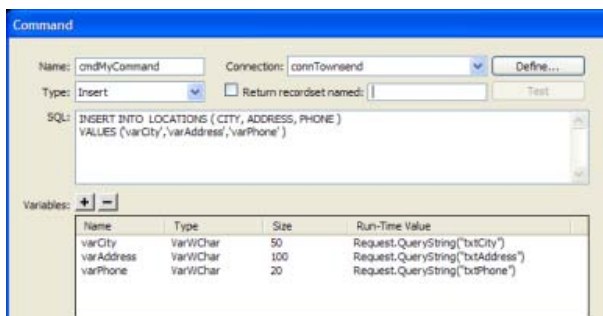 Command
Name: cmdMyCommand Connection: connTownsend Define...
Type: Insert Return recordset named: Test
SQL: INSERT INTO LOCATIONS ( CITY, ADDRESS, PHONE )
VALUES ('varCity','varAddress','varPhone' )
Variables: + −
Name Type Size Run-Time Value
varCity VarWChar 50 Request.QueryString("txtCity")
varAddress VarWChar 100 Request.QueryString("txtAddress")
varPhone VarWChar 20 Request.QueryString("txtPhone")